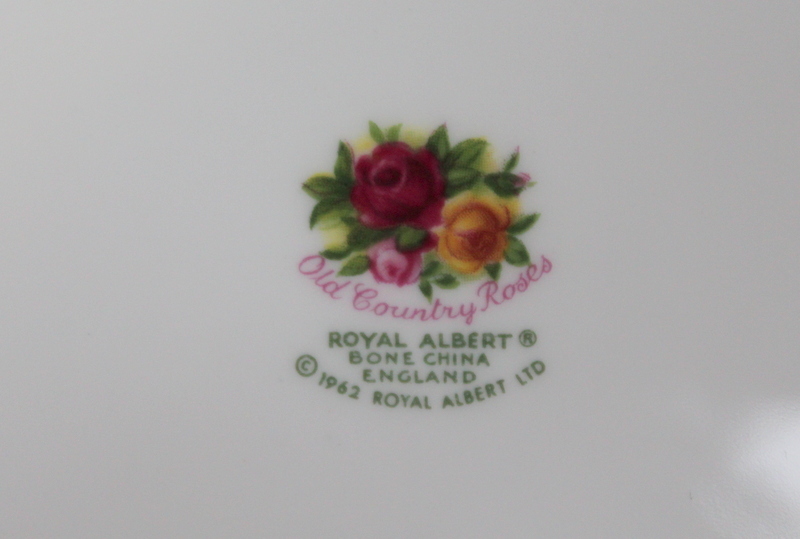 Old Country Roses
ROYAL ALBERT ®
BONE CHINA
ENGLAND
© 1962 ROYAL ALBERT LTD